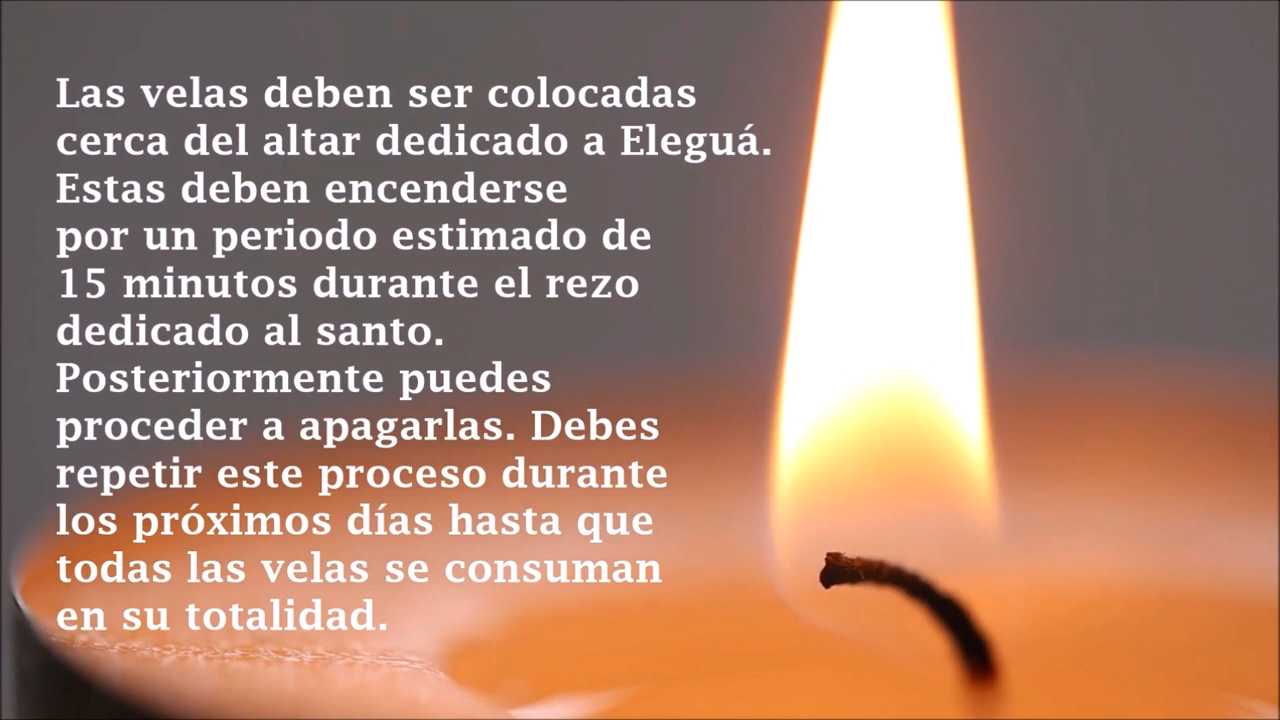 Las velas deben ser colocadas
cerca del altar dedicado a Eleguá.
Estas deben encenderse
por un periodo estimado de
15 minutos durante el rezo
dedicado al santo.
Posteriormente puedes
proceder a apagarlas. Debes
repetir este proceso durante
los próximos días hasta que
todas las velas se consuman
en su totalidad.